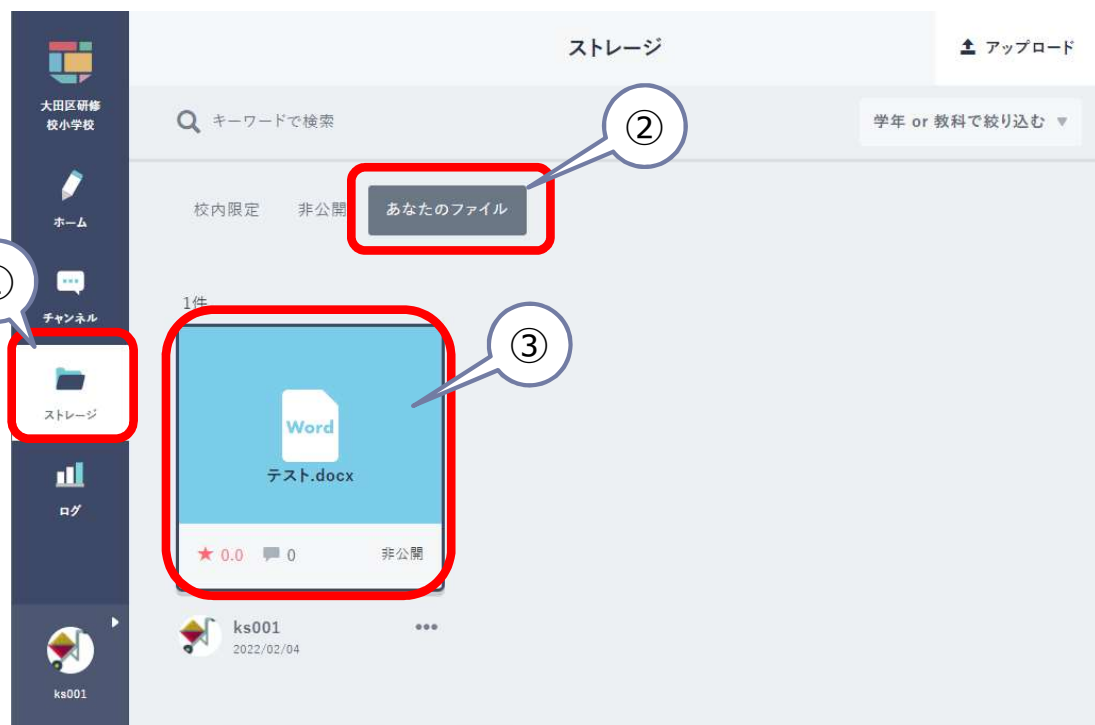 ストレージ
アップロード
大田区研修
校小学校
キーワードで検索
学年 or 教科で絞り込む ▼
②
ホーム
校内限定
非公開
あなたのファイル
チャンネル
1件
③
ストレージ
Word
テスト.docx
ログ
★ 0.0
0
非公開
ks001
•••
2022/02/04
ks001